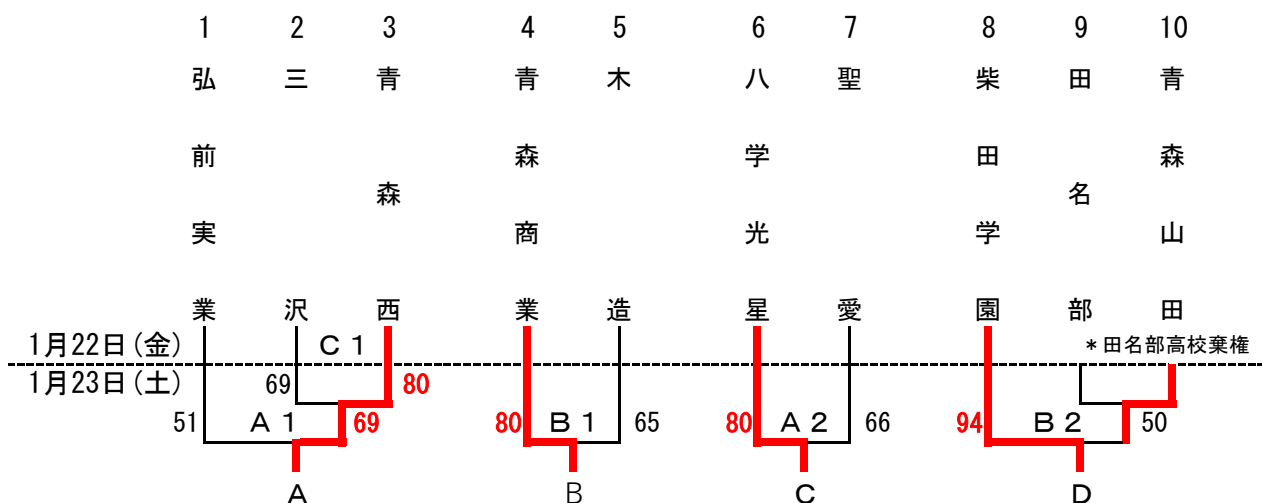 1 2 3 4 5 6 7 8 9 10
弘前実業
三沢
青森西
青森商業
木造
八学光星
聖愛
柴田学園
田名部
青森山田
1月22日(金) C1 *田名部高校棄権
1月23日(土) 69 80
51 A1 69 80 B1 65 80 A2 66 94 B2 50
A B C D